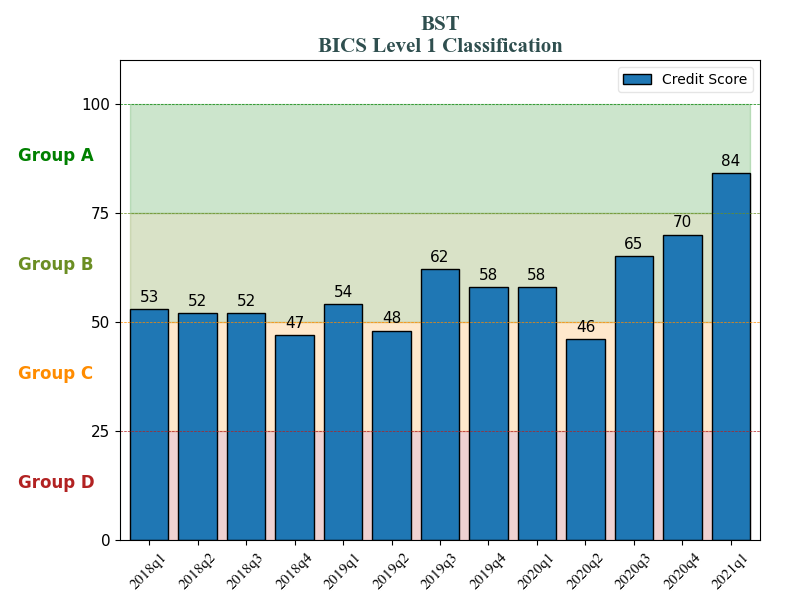 BST
BICS Level 1 Classification
Credit Score
100
Group A
84
75
70
65
Group B
62
58
58
53
52
52
54
50
47
48
46
Group C
25
Group D
0
2018q1
2018q2
2018q3
2018q4
2019q1
2019q2
2019q3
2019q4
2020q1
2020q2
2020q3
2020q4
2021q1